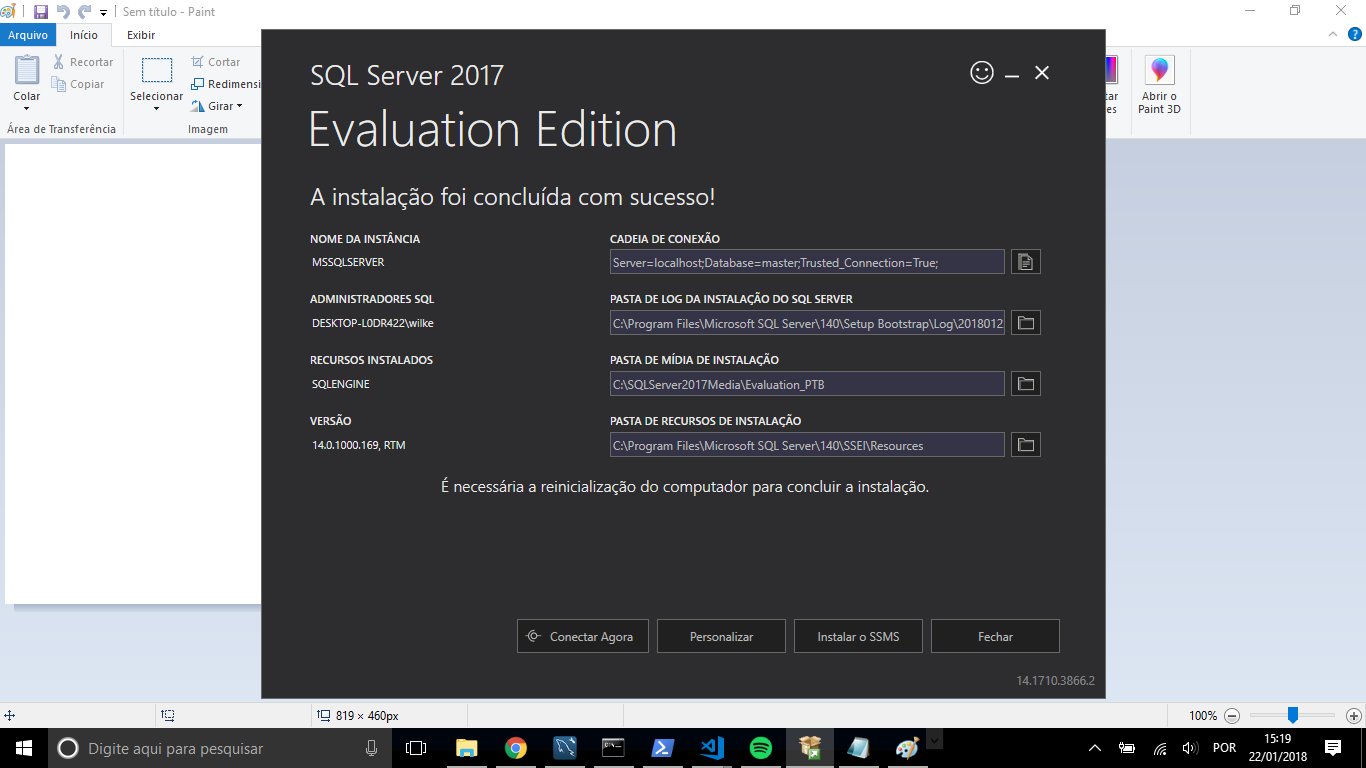 Sem título - Paint
Arquivo
Início
Exibir
Colar
Recortar
Copiar
Área de Transferência
Selecionar
Cortar
Redimensi
Girar
Imagem
tar
es
Abrir o
Paint 3D
SQL Server 2017
Evaluation Edition
A instalação foi concluída com sucesso!
NOME DA INSTÂNCIA
MSSQLSERVER
CADEIA DE CONEXÃO
Server=localhost;Database=master;Trusted_Connection=True;
ADMINISTRADORES SQL
DESKTOP-L0DR422\wilke
PASTA DE LOG DA INSTALAÇÃO DO SQL SERVER
C:\Program Files\Microsoft SQL Server\140\Setup Bootstrap\Log\2018012
RECURSOS INSTALADOS
SQLENGINE
PASTA DE MÍDIA DE INSTALAÇÃO
C:\SQLServer2017Media\Evaluation_PTB
VERSÃO
14.0.1000.169, RTM
PASTA DE RECURSOS DE INSTALAÇÃO
C:\Program Files\Microsoft SQL Server\140\SSEI\Resources
É necessária a reinicialização do computador para concluir a instalação.
Conectar Agora
Personalizar
Instalar o SSMS
Fechar
14.1710.3866.2
819 × 460px
100%
Digite aqui para pesquisar
POR
15:19
22/01/2018